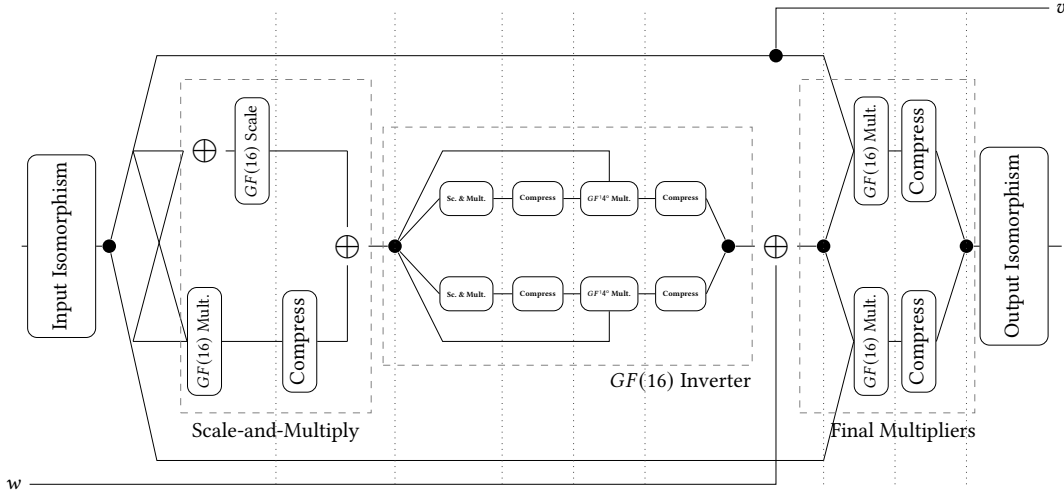 v
Input Isomorphism
GF(16) Scale
GF(16) Mult.
Compress
Scale-and-Multiply
Sc. & Mult.
Compress
Compress
Sc. & Mult.
Compress
Compress
GF(16) Inverter
GF(16) Mult.
Compress
GF(16) Mult.
Compress
Final Multipliers
Output Isomorphism
w